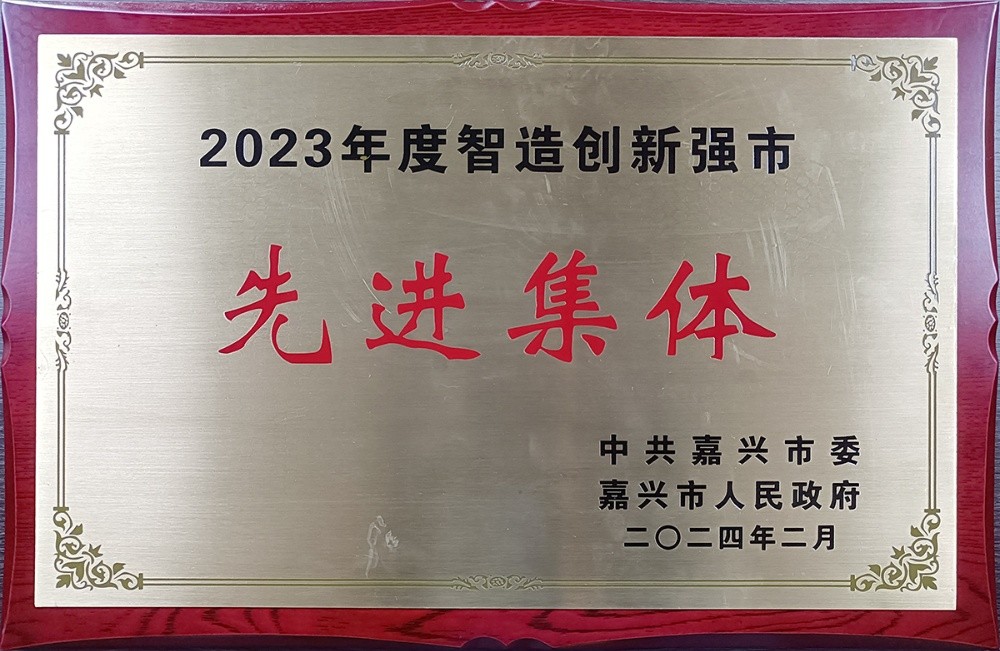 2023年度智造创新强市
先进集体
中共嘉兴市委
嘉兴市人民政府
二〇二四年二月